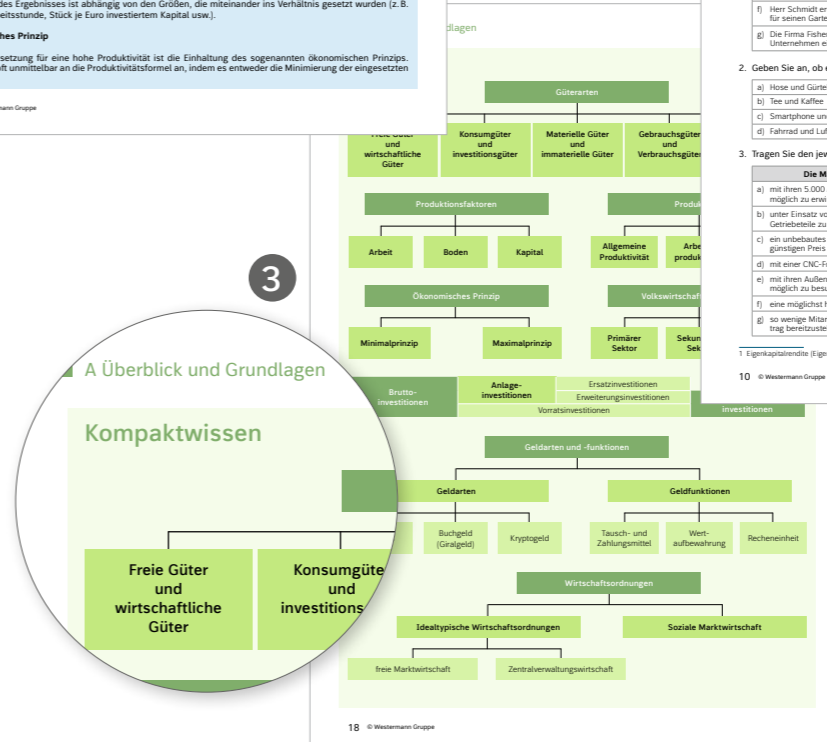 des Ergebnisses ist abhängig von den Größen, die miteinander ins Verhältnis gesetzt wurden (z. B.
eitsstunde, Stück je Euro investiertem Kapital usw.).
hes Prinzip
setzung für eine hohe Produktivität ist die Einhaltung des sogenannten ökonomischen Prinzips.
ft unmittelbar an die Produktivitätsformel an, indem es entweder die Minimierung der eingesetzten
mann Gruppe
dlagen
Güterarten
Freie Güter
und
wirtschaftliche
Güter
Konsumgüter
und
investitionsgüter
Materielle Güter
und
immaterielle Güter
Gebrauchsgüter
und
Verbrauchsgüter
Produktionsfaktoren
Arbeit
Boden
Kapital
Produk
Allgemeine
Produktivität
Arbe
produk
Ökonomisches Prinzip
Minimalprinzip
Maximalprinzip
Volkswirtschaf
Primärer
Sektor
Sekun
Sek
Brutto-
investitionen
Anlage-
investitionen
Ersatzinvestitionen
Erweiterungsinvestitionen
Vorratsinvestitionen
investitionen
Geldarten und -funktionen
Geldarten
Geldfunktionen
Buchgeld
(Giralgeld)
Kryptogeld
Tausch- und
Zahlungsmittel
Wert-
aufbewahrung
Recheneinheit
Wirtschaftsordnungen
Idealtypische Wirtschaftsordnungen
Soziale Marktwirtschaft
freie Marktwirtschaft
Zentralverwaltungswirtschaft
18 © Westermann Gruppe
3
A Überblick und Grundlagen
Kompaktwissen
Freie Güter
und
wirtschaftliche
Güter
Konsumgüte
und
investitions
f) Herr Schmidt er
für seinen Garte
g) Die Firma Fisher
Unternehmen e
2. Geben Sie an, ob e
a) Hose und Gürte
b) Tee und Kaffee
c) Smartphone un
d) Fahrrad und Luf
3. Tragen Sie den jew
Die M
a) mit ihren 5.000
möglich zu erwi
b) unter Einsatz vo
Getriebeteile zu
c) ein unbebautes
günstigen Preis
d) mit einer CNC-F
e) mit ihren Außen
möglich zu besu
f) eine möglichst h
g) so wenige Mitar
trag bereitzuste
1 Eigenkapitalrendite (Eige
10 © Westermann Gruppe